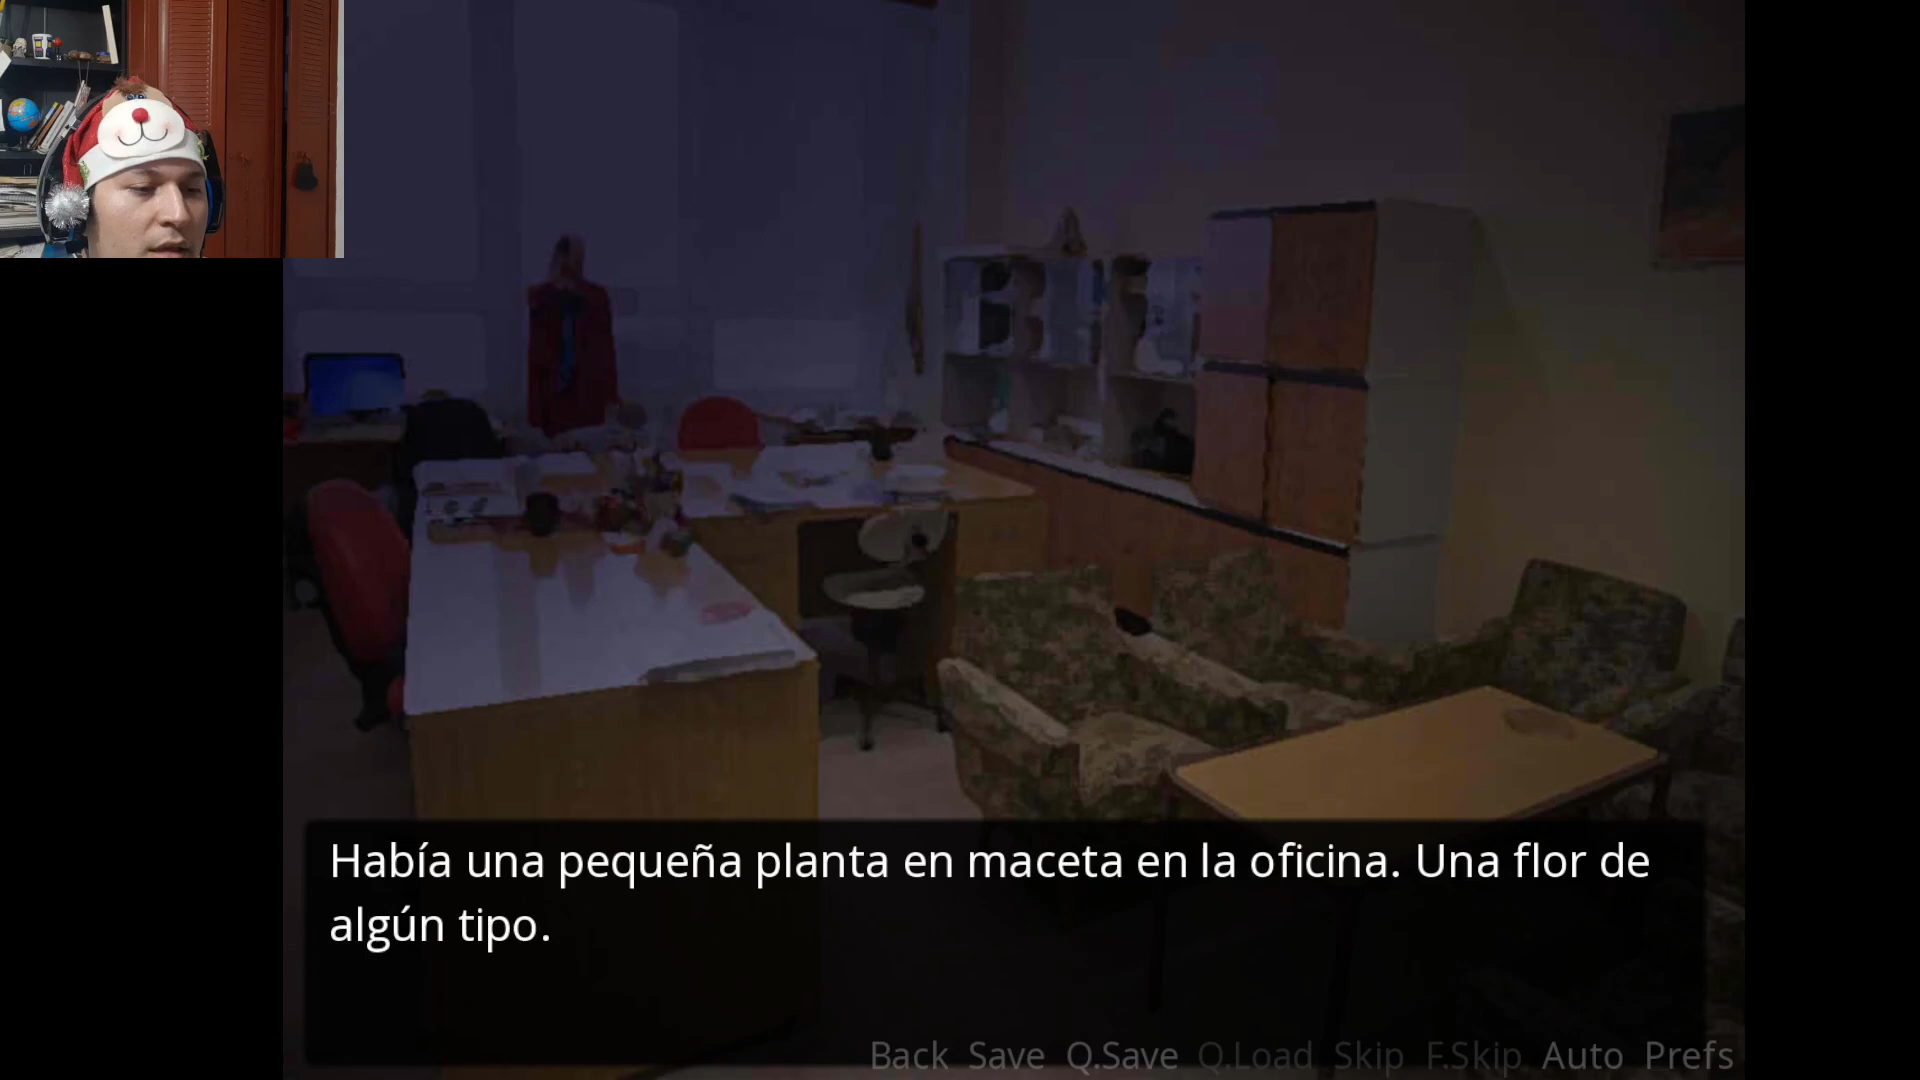 Había una pequeña planta en maceta en la oficina. Una flor de
algún tipo.
Back Save Q.Save Q.Load Skip F.Skip Auto Prefs